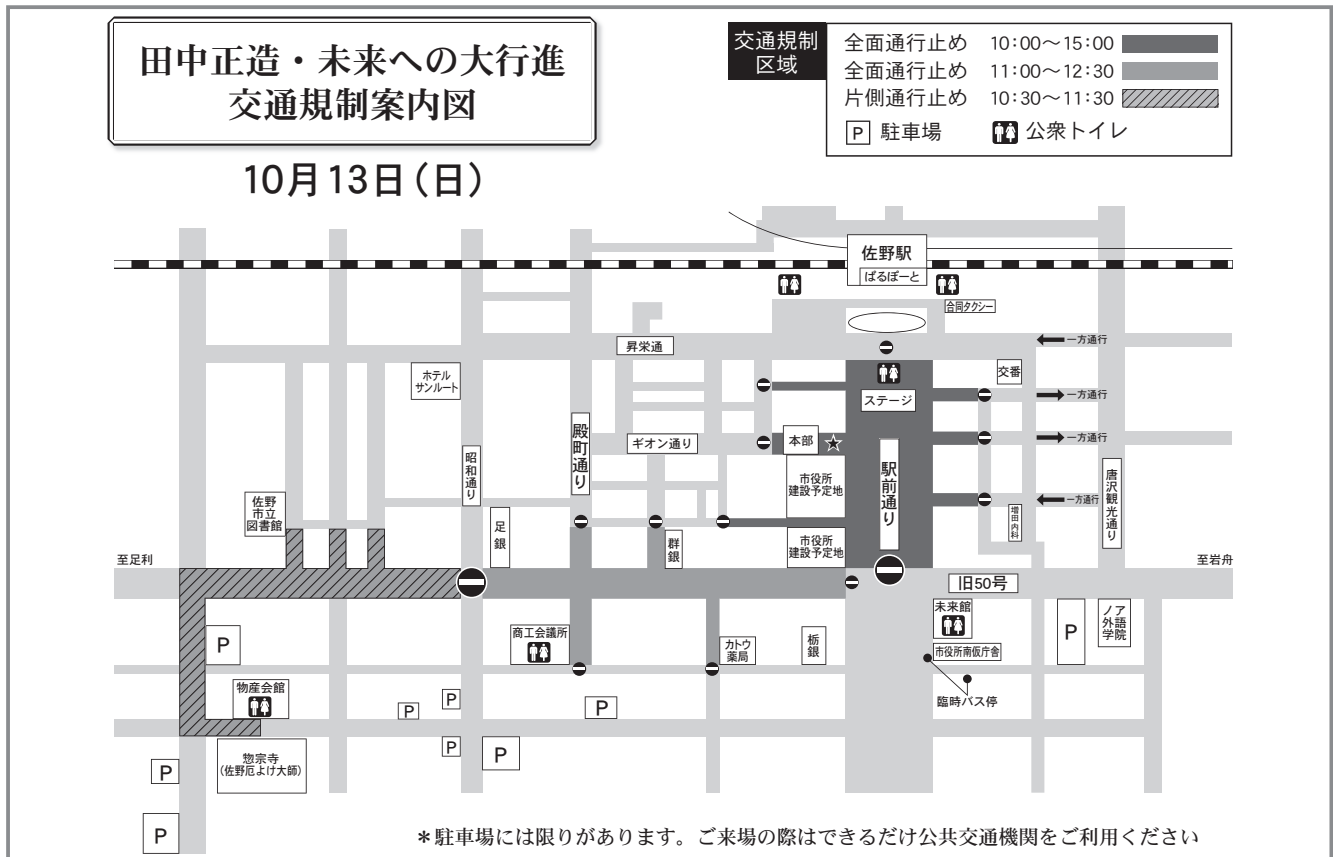 田中正造・未来への大行進
交通規制案内図
10月13日（日）
交通規制
区域
全面通行止め 10:00〜15:00
全面通行止め 11:00〜12:30
片側通行止め 10:30〜11:30
P 駐車場
公衆トイレ
佐野駅
ぱるぽーと
合同タクシー
昇栄通
一方通行
ホテル
サンルート
交番
ステージ
一方通行
殿町通り
ギオン通り
本部
☆
一方通行
昭和通り
駅前通り
唐沢観光通り
市役所
建設予定地
佐野
市立
図書館
足銀
一方通行
増田内科
群銀
市役所
建設予定地
至足利
至岩舟
旧50号
P
商工会議所
カトウ
薬局
栃銀
未来館
P
ノア
外語
学院
市役所南仮庁舎
物産会館
P
P
P
臨時バス停
P
P
惣宗寺
（佐野厄よけ大師）
P
P
＊駐車場には限りがあります。ご来場の際はできるだけ公共交通機関をご利用ください